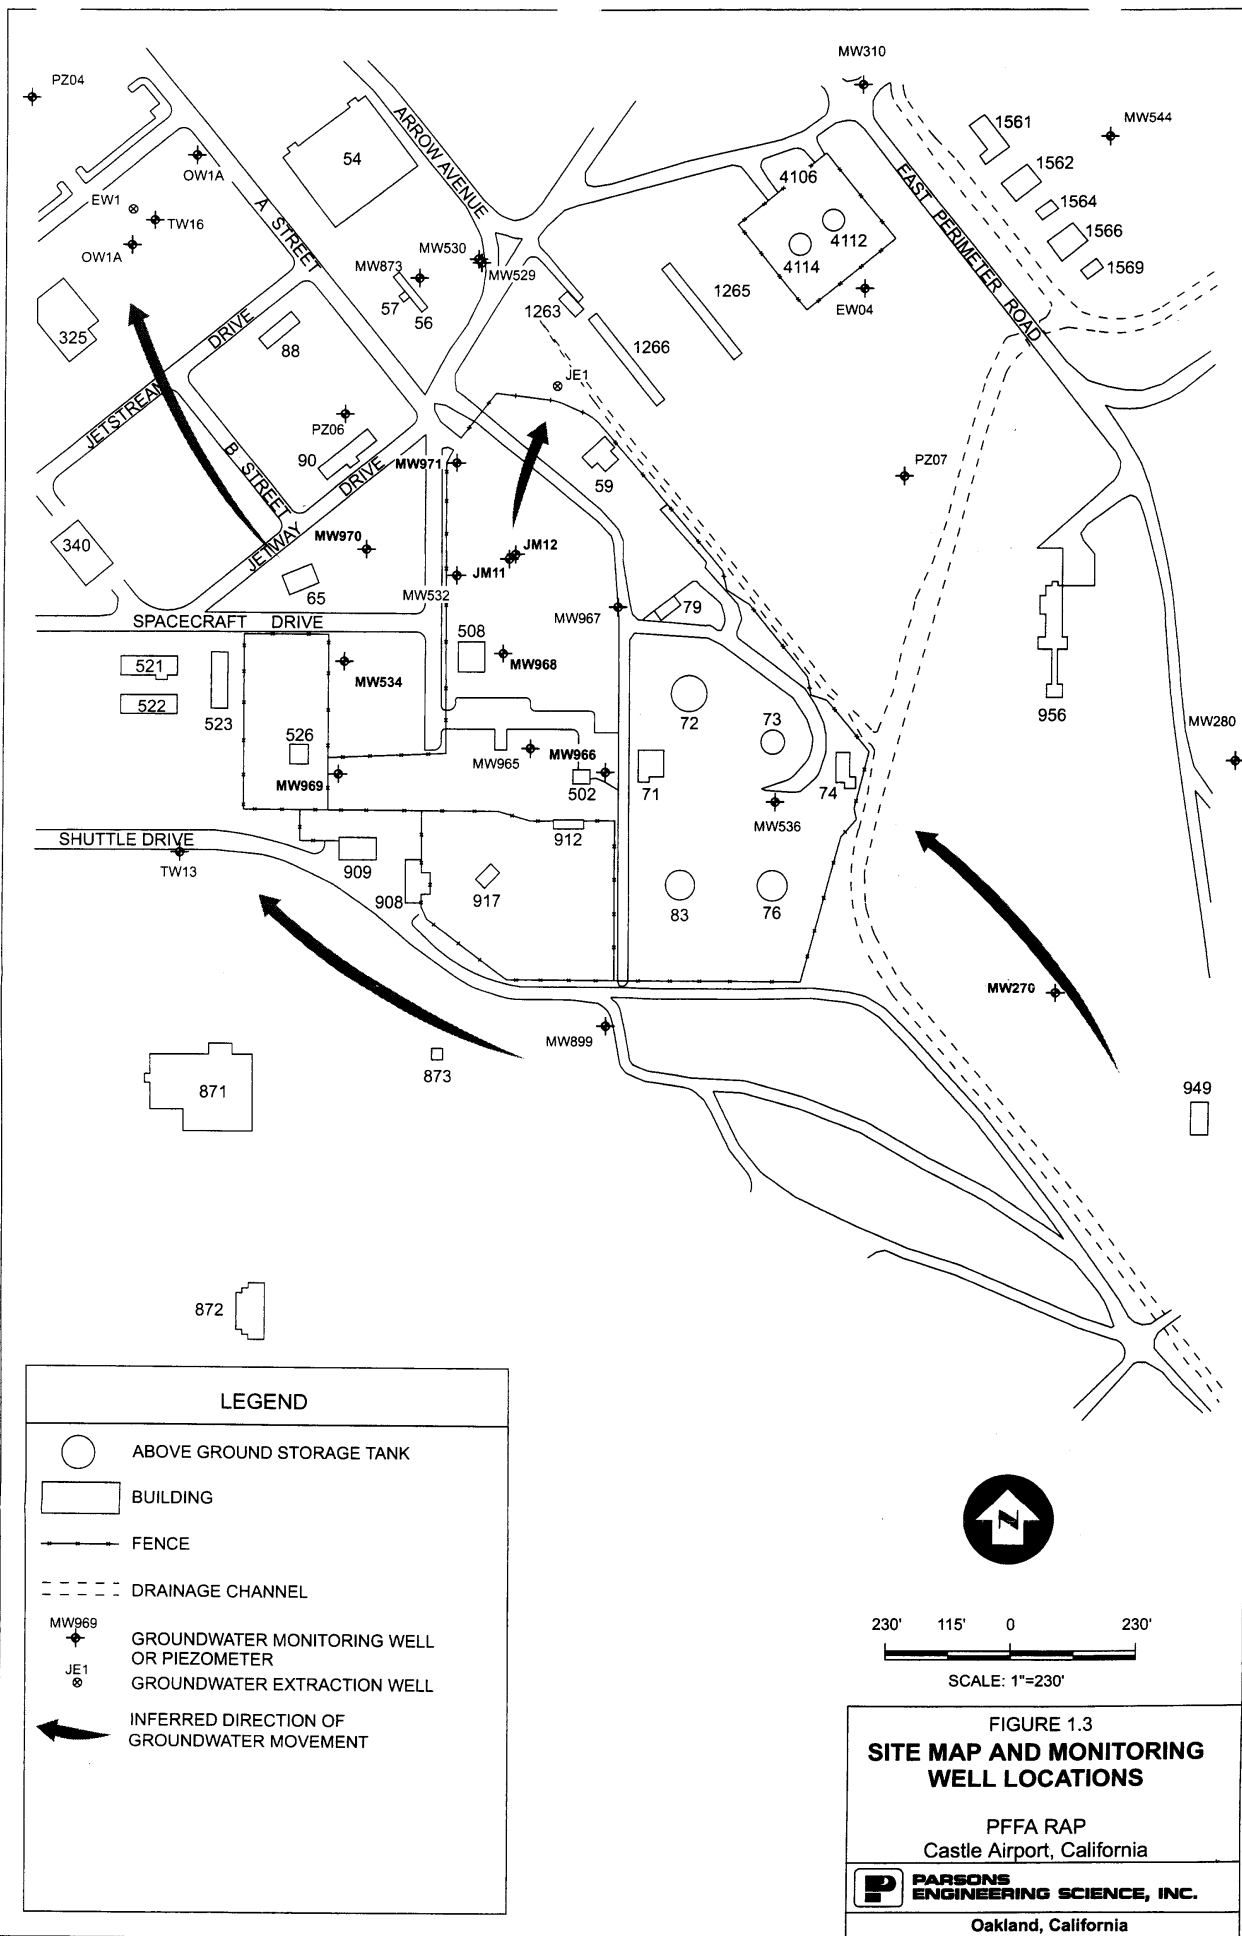 MW310
PZ04
MW544
1561
ARROW AVENUE
54
1562
4106
OW1A
EAST PERIMETER ROAD
1564
EW1
TW16
A STREET
4112
1566
OW1A
MW530
4114
MW873
MW529
1569
57
56
1263
1265
EW04
325
JETSTREAM DRIVE
88
1266
JE1
PZ06
B STREET
90
JETWAY DRIVE
MW971
59
PZ07
340
MW970
JM12
JM11
65
MW532
MW967
79
SPACECRAFT DRIVE
508
521
MW968
MW534
522
523
72
73
956
MW280
526
MW965
MW966
MW969
502
71
74
MW536
SHUTTLE DRIVE
912
TW13
909
908
917
83
76
MW270
MW899
873
871
949
872
LEGEND
ABOVE GROUND STORAGE TANK
BUILDING
FENCE
DRAINAGE CHANNEL
MW969
GROUNDWATER MONITORING WELL
OR PIEZOMETER
JE1
GROUNDWATER EXTRACTION WELL
INFERRED DIRECTION OF
GROUNDWATER MOVEMENT
N
230' 115' 0 230'
SCALE: 1"=230'
FIGURE 1.3
SITE MAP AND MONITORING
WELL LOCATIONS
PFFA RAP
Castle Airport, California
P
PARSONS
ENGINEERING SCIENCE, INC.
Oakland, California